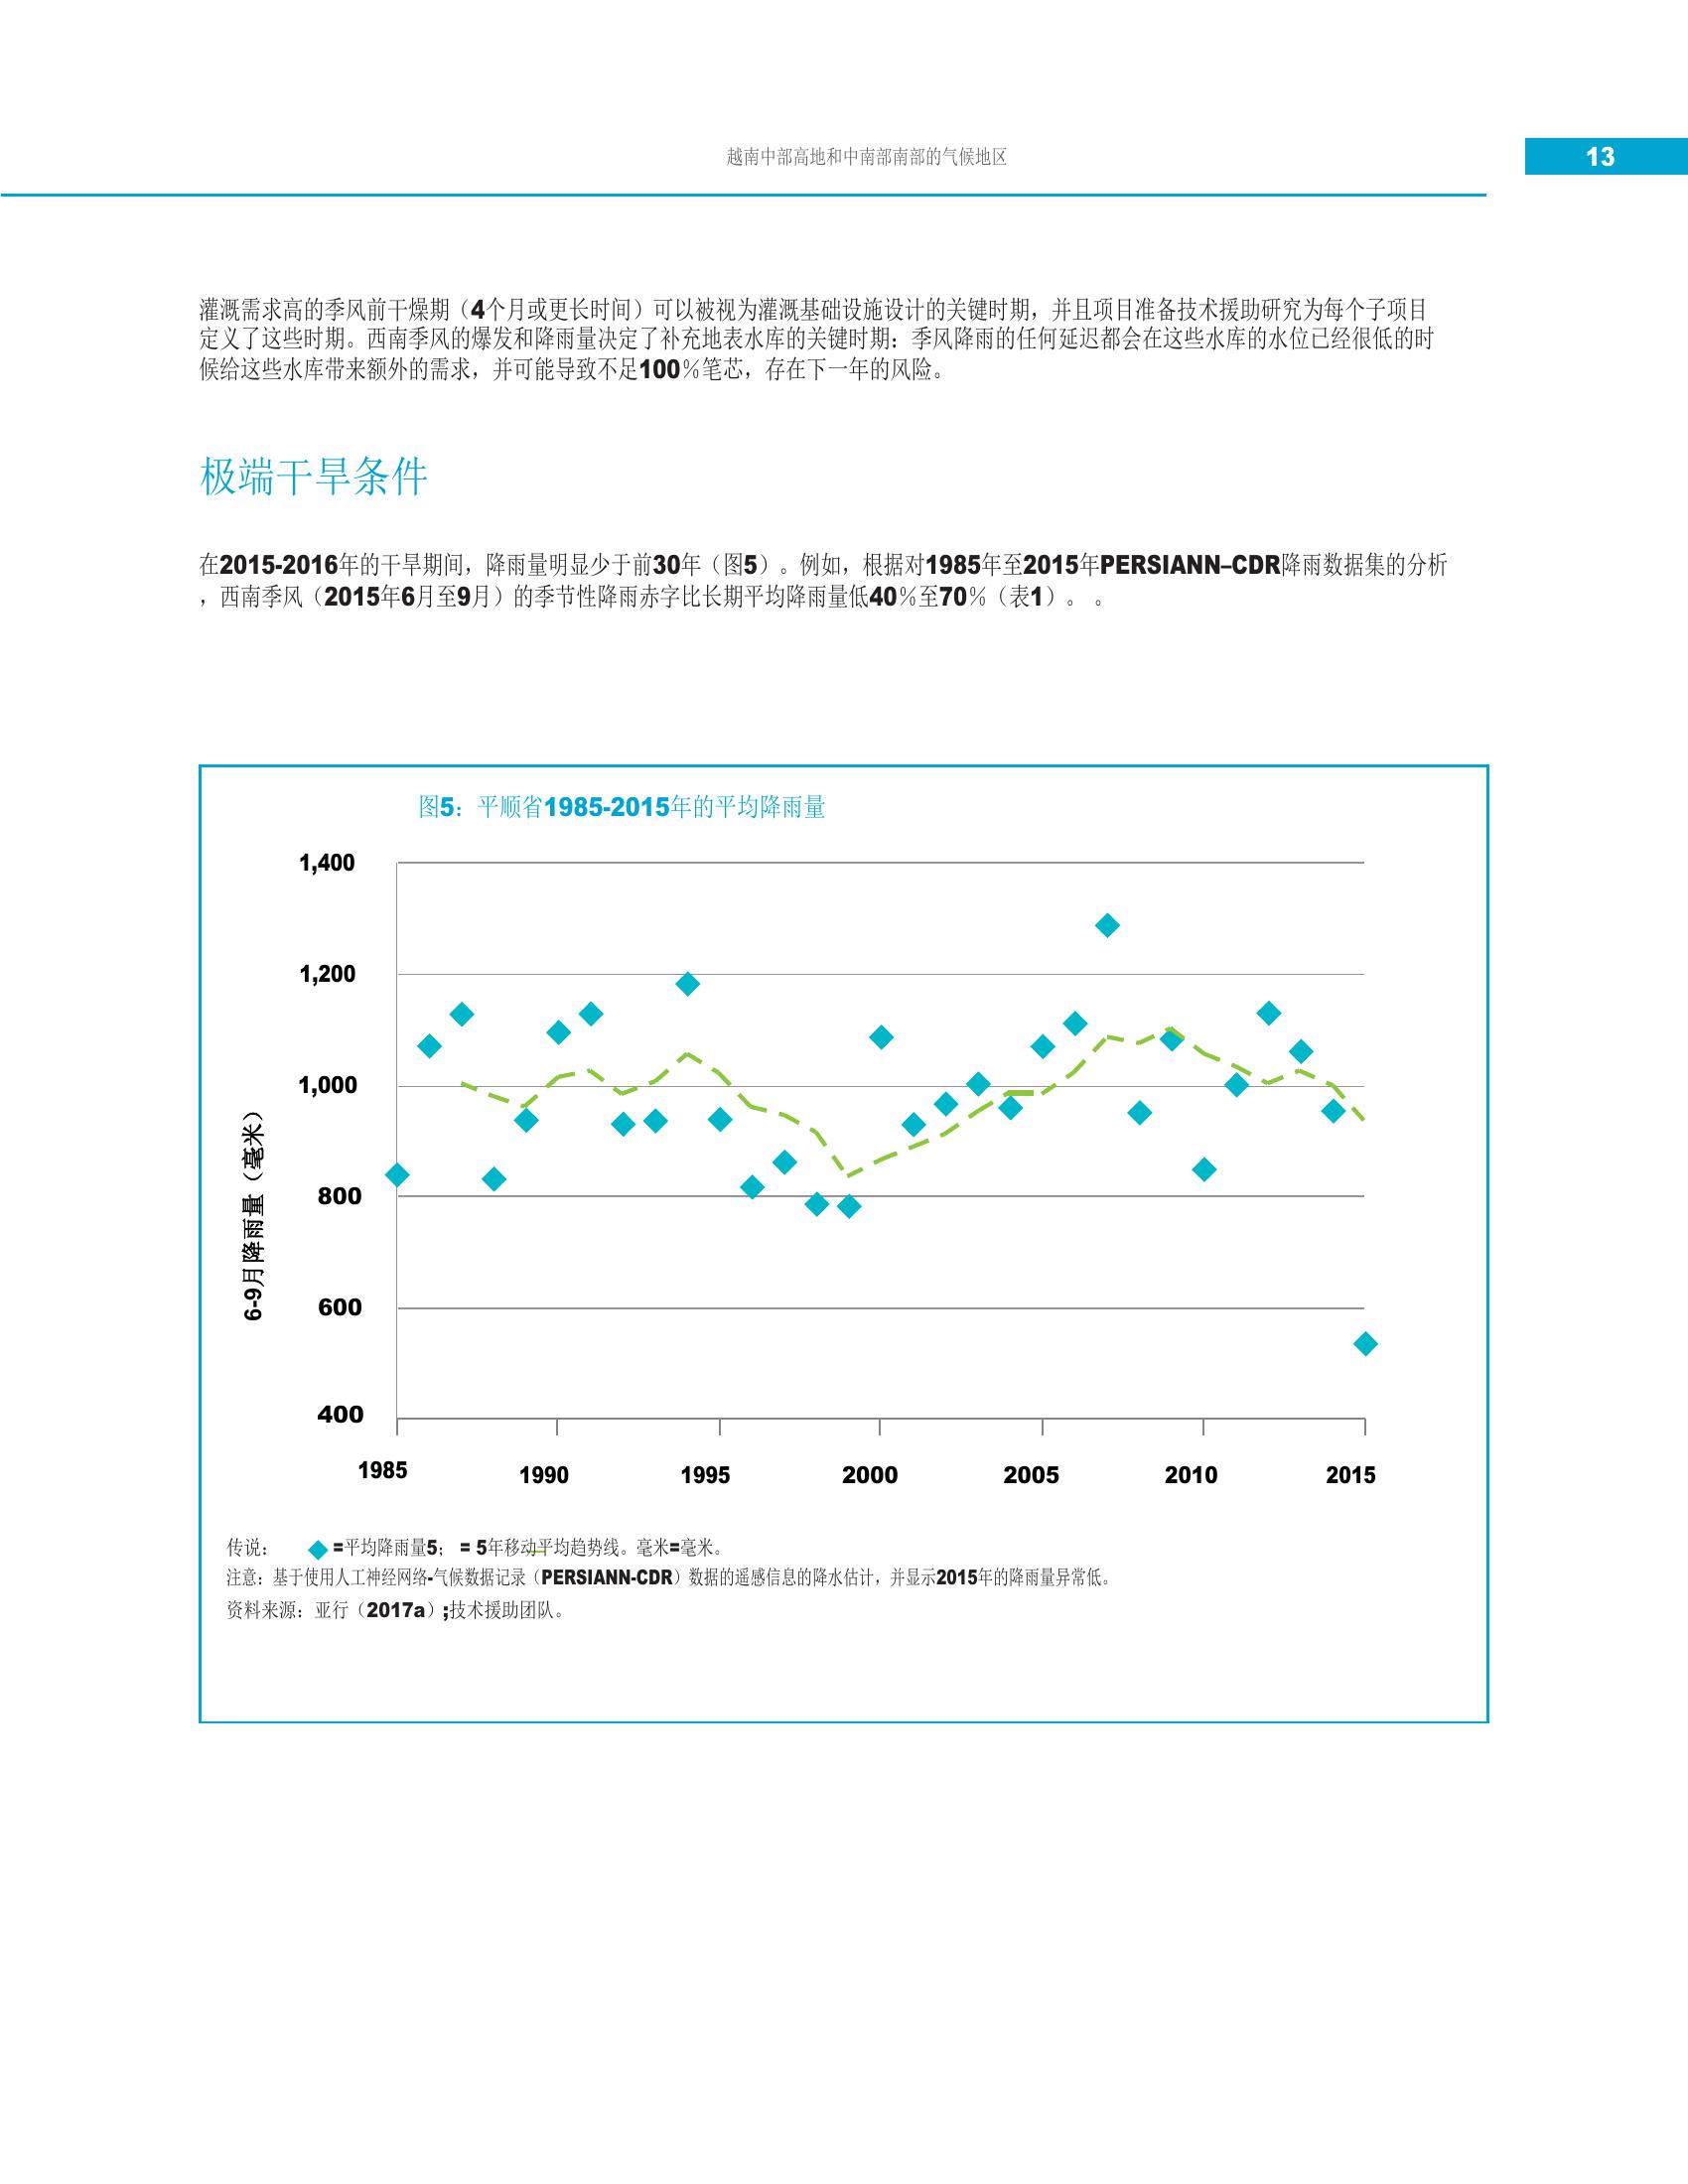 越南中部高地和中南部南部的气候地区
13
灌溉需求高的季风前干燥期（4个月或更长时间）可以被视为灌溉基础设施设计的关键时期，并且项目准备技术援助研究为每个子项目
定义了这些时期。西南季风的爆发和降雨量决定了补充地表水库的关键时期：季风降雨的任何延迟都会在这些水库的水位已经很低的时
候给这些水库带来额外的需求，并可能导致不足100％笔芯，存在下一年的风险。
极端干旱条件
在2015-2016年的干旱期间，降雨量明显少于前30年（图5）。例如，根据对1985年至2015年PERSIANN–CDR降雨数据集的分析
，西南季风（2015年6月至9月）的季节性降雨赤字比长期平均降雨量低40％至70％（表1）。 。
图5：平顺省1985-2015年的平均降雨量
1,400
1,200
1,000
800
600
400
6-9月降雨量（毫米）
1985
1990
1995
2000
2005
2010
2015
传说： =平均降雨量5； = 5年移动平均趋势线。毫米=毫米。
注意：基于使用人工神经网络-气候数据记录（PERSIANN-CDR）数据的遥感信息的降水估计，并显示2015年的降雨量异常低。
资料来源：亚行（2017a）;技术援助团队。